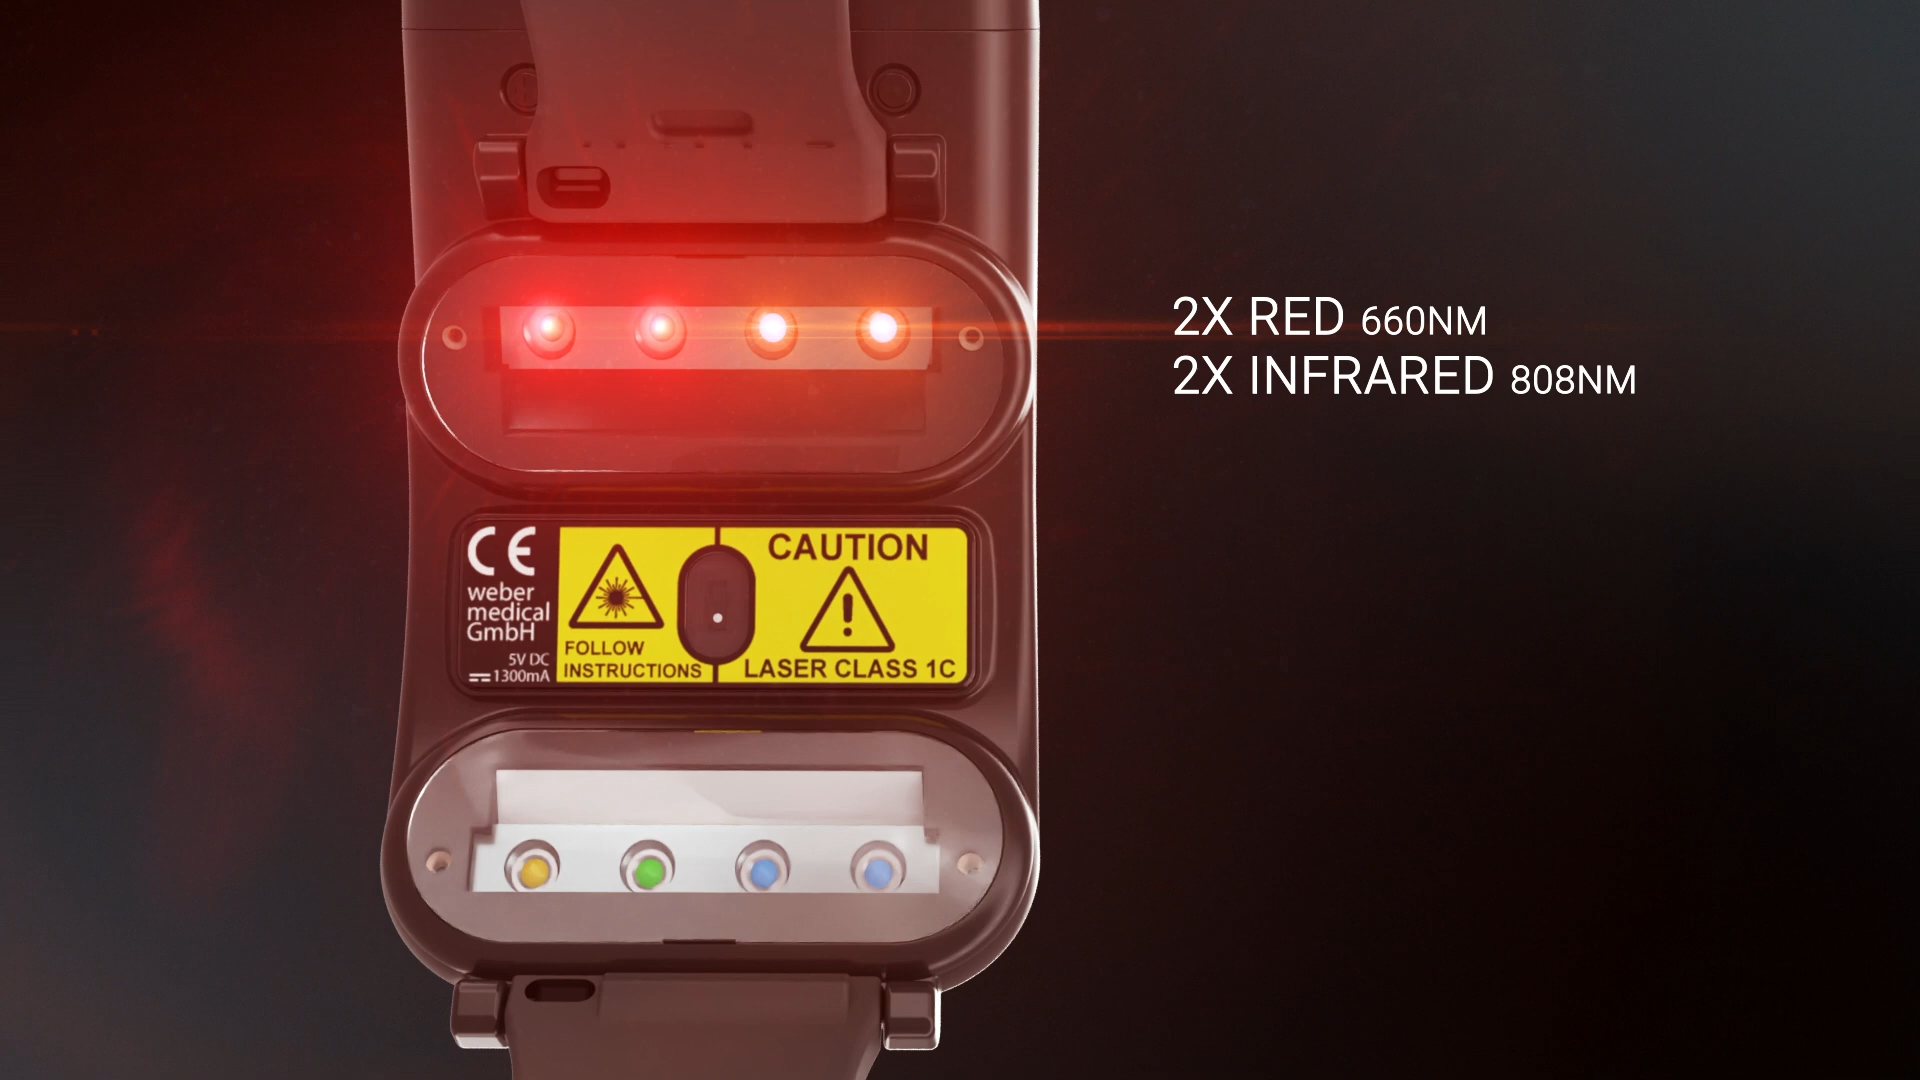 2X RED 660NM
2X INFRARED 808NM
CE
weber
medical
GmbH
5V DC
1300mA
FOLLOW
INSTRUCTIONS
CAUTION
!
LASER CLASS 1C